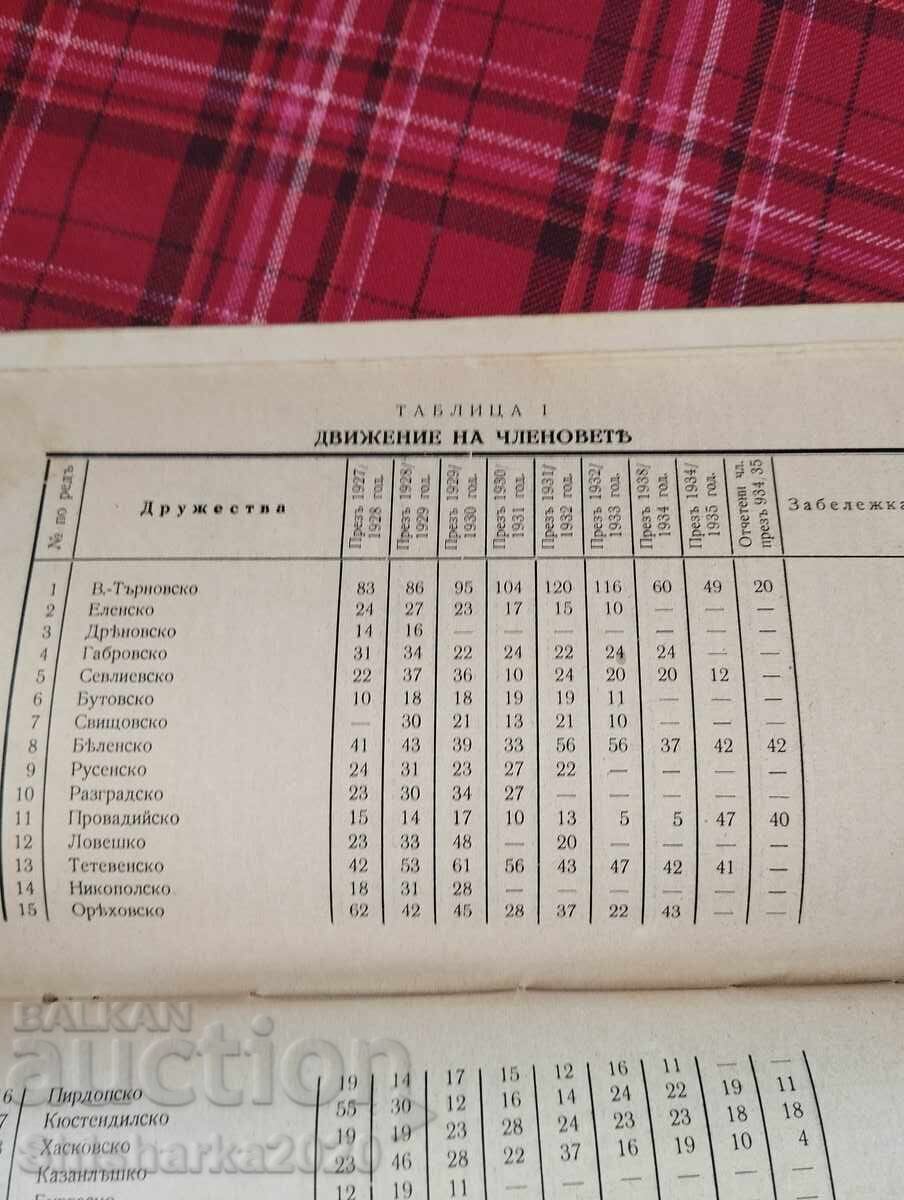 ТАБЛИЦА I
ДВИЖЕНИЕ НА ЧЛЕНОВЕТѢ
№ по редъ Дружества Презъ 1927/1928 год. Презъ 1928/1929 год. Презъ 1929/1930 год. Презъ 1930/1931 год. Презъ 1931/1932 год. Презъ 1932/1933 год. Презъ 1938/1934 год. Презъ 1934/1935 год. Отчетени чл. презъ 934/35 Забележка
1 В.-Търновско 83 86 95 104 120 116 60 49 20
2 Еленско 24 27 23 17 15 10 — — —
3 Дрѣновско 14 16 — — — — — — —
4 Габровско 31 34 22 24 22 24 24 — —
5 Севлиевско 22 37 36 10 24 20 20 12 —
6 Бутовско 10 18 18 19 19 11 — — —
7 Свищовско — 30 21 13 21 10 — — —
8 Бѣленско 41 43 39 33 56 56 37 42 42
9 Русенско 24 31 23 27 22 — — — —
10 Разградско 23 30 34 27 — — — — —
11 Провадийско 15 14 17 10 13 5 5 47 40
12 Ловешко 23 33 48 — 20 — — — —
13 Тетевенско 42 53 61 56 43 47 42 41 —
14 Никополско 18 31 28 — — — — — —
15 Орѣховско 62 42 45 28 37 22 43 — —
BALKAN
auction
6 Пирдопско 19 14 17 15 12 16 11 — —
7 Кюстендилско 55 30 12 16 14 24 22 19 11
Хасковско 19 19 23 28 24 23 23 18 18
Казанлъшко 23 46 28 22 37 16 19 10 4
12 19 11